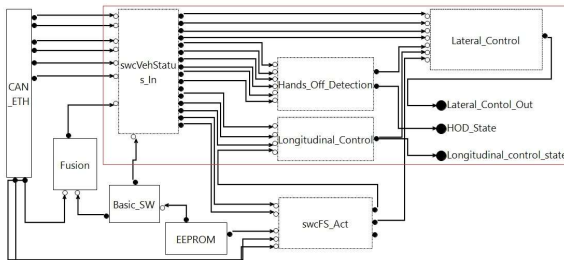 CAN
_ETH
swcVehStatu
s_In
Lateral_Control
Hands_Off_Detection
Lateral_Contol_Out
HOD_State
Longitudinal_Control
Longitudinal_control_state
Fusion
Basic_SW
EEPROM
swcFS_Act